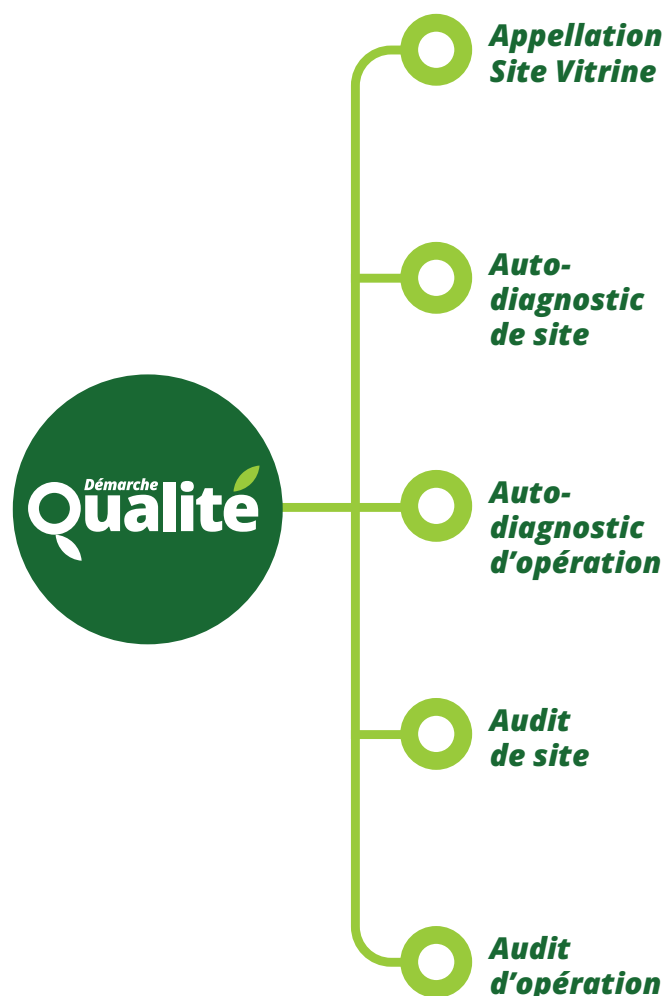 Appellation
Site Vitrine
Auto-
diagnostic
de site
Démarche
Qualité
Auto-
diagnostic
d’opération
Audit
de site
Audit
d’opération